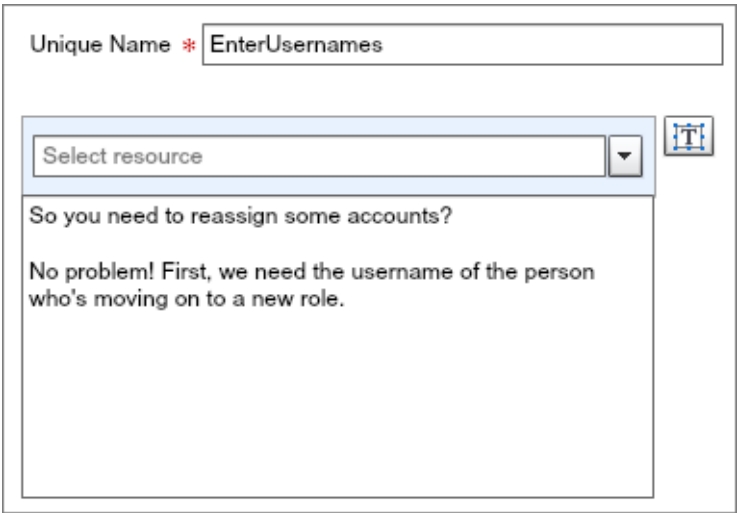 Unique Name * EnterUsernames
Select resource
T
So you need to reassign some accounts?
No problem! First, we need the username of the person
who's moving on to a new role.